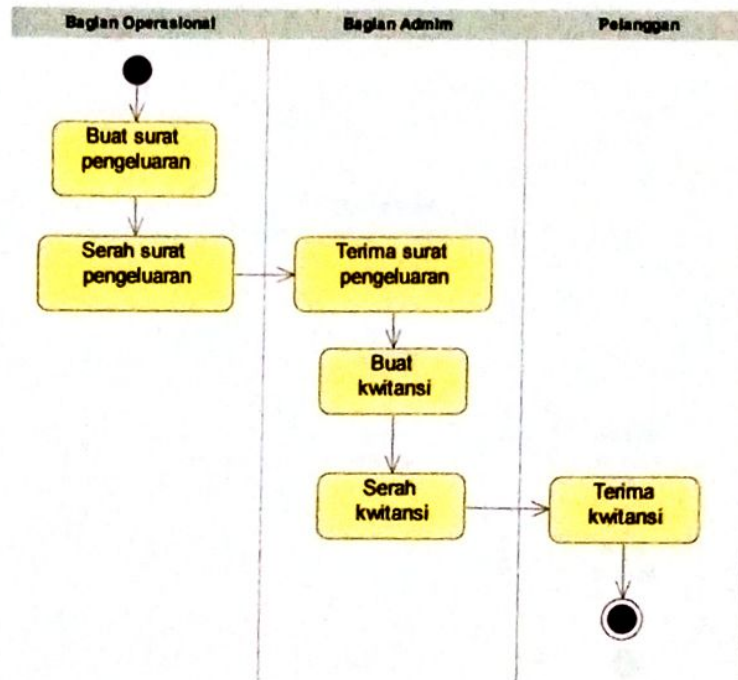 Bagian Operasional
Bagian Admim
Pelanggan
Buat surat
pengeluaran
Serah surat
pengeluaran
Terima surat
pengeluaran
Buat
kwitansi
Serah
kwitansi
Terima
kwitansi